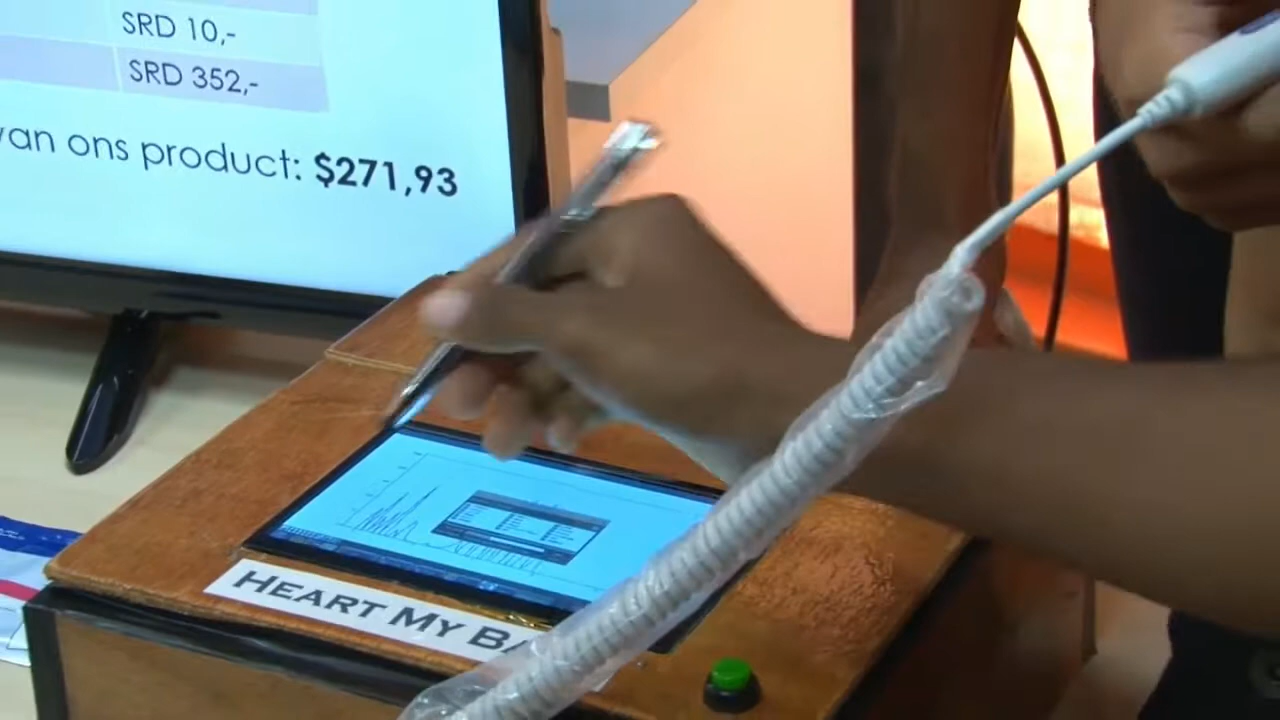 SRD 10,-
SRD 352,-
van ons product: $271,93
HEART MY BA